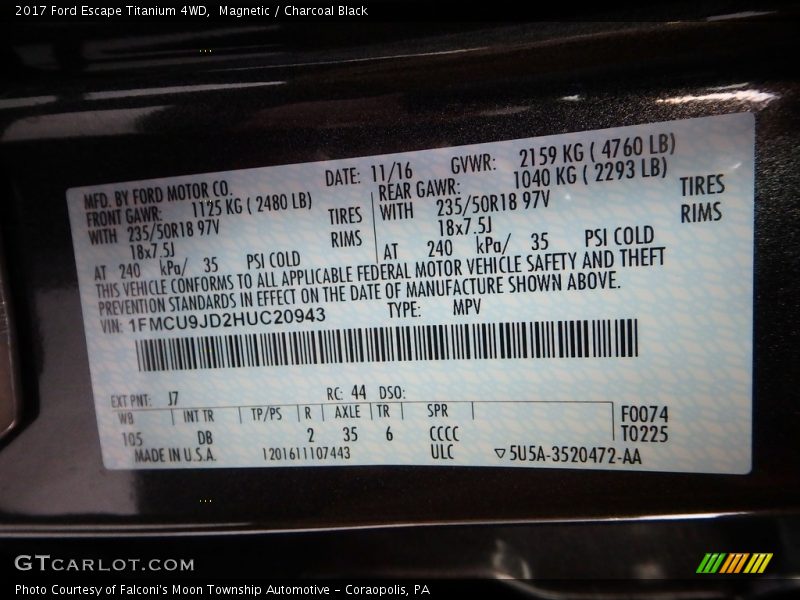 2017 Ford Escape Titanium 4WD,  Magnetic / Charcoal Black
MFD. BY FORD MOTOR CO. DATE: 11/16 GVWR: 2159 KG ( 4760 LB)
FRONT GAWR: 1125 KG ( 2480 LB) REAR GAWR: 1040 KG ( 2293 LB)
WITH 235/50R18 97V TIRES WITH 235/50R18 97V TIRES
18x7.5J RIMS 18x7.5J RIMS
AT 240 kPa/ 35 PSI COLD AT 240 kPa/ 35 PSI COLD
THIS VEHICLE CONFORMS TO ALL APPLICABLE FEDERAL MOTOR VEHICLE SAFETY AND THEFT
PREVENTION STANDARDS IN EFFECT ON THE DATE OF MANUFACTURE SHOWN ABOVE.
VIN: 1FMCU9JD2HUC20943 TYPE: MPV
EXT PNT: J7 RC: 44 DSO:
WB INT TR TP/PS R AXLE TR SPR F0074
105 DB 2 35 6 CCCC T0225
MADE IN U.S.A. 1201611107443 ULC ▽5U5A-3520472-AA
GTCARLOT.COM
Photo Courtesy of Falconi's Moon Township Automotive – Coraopolis, PA